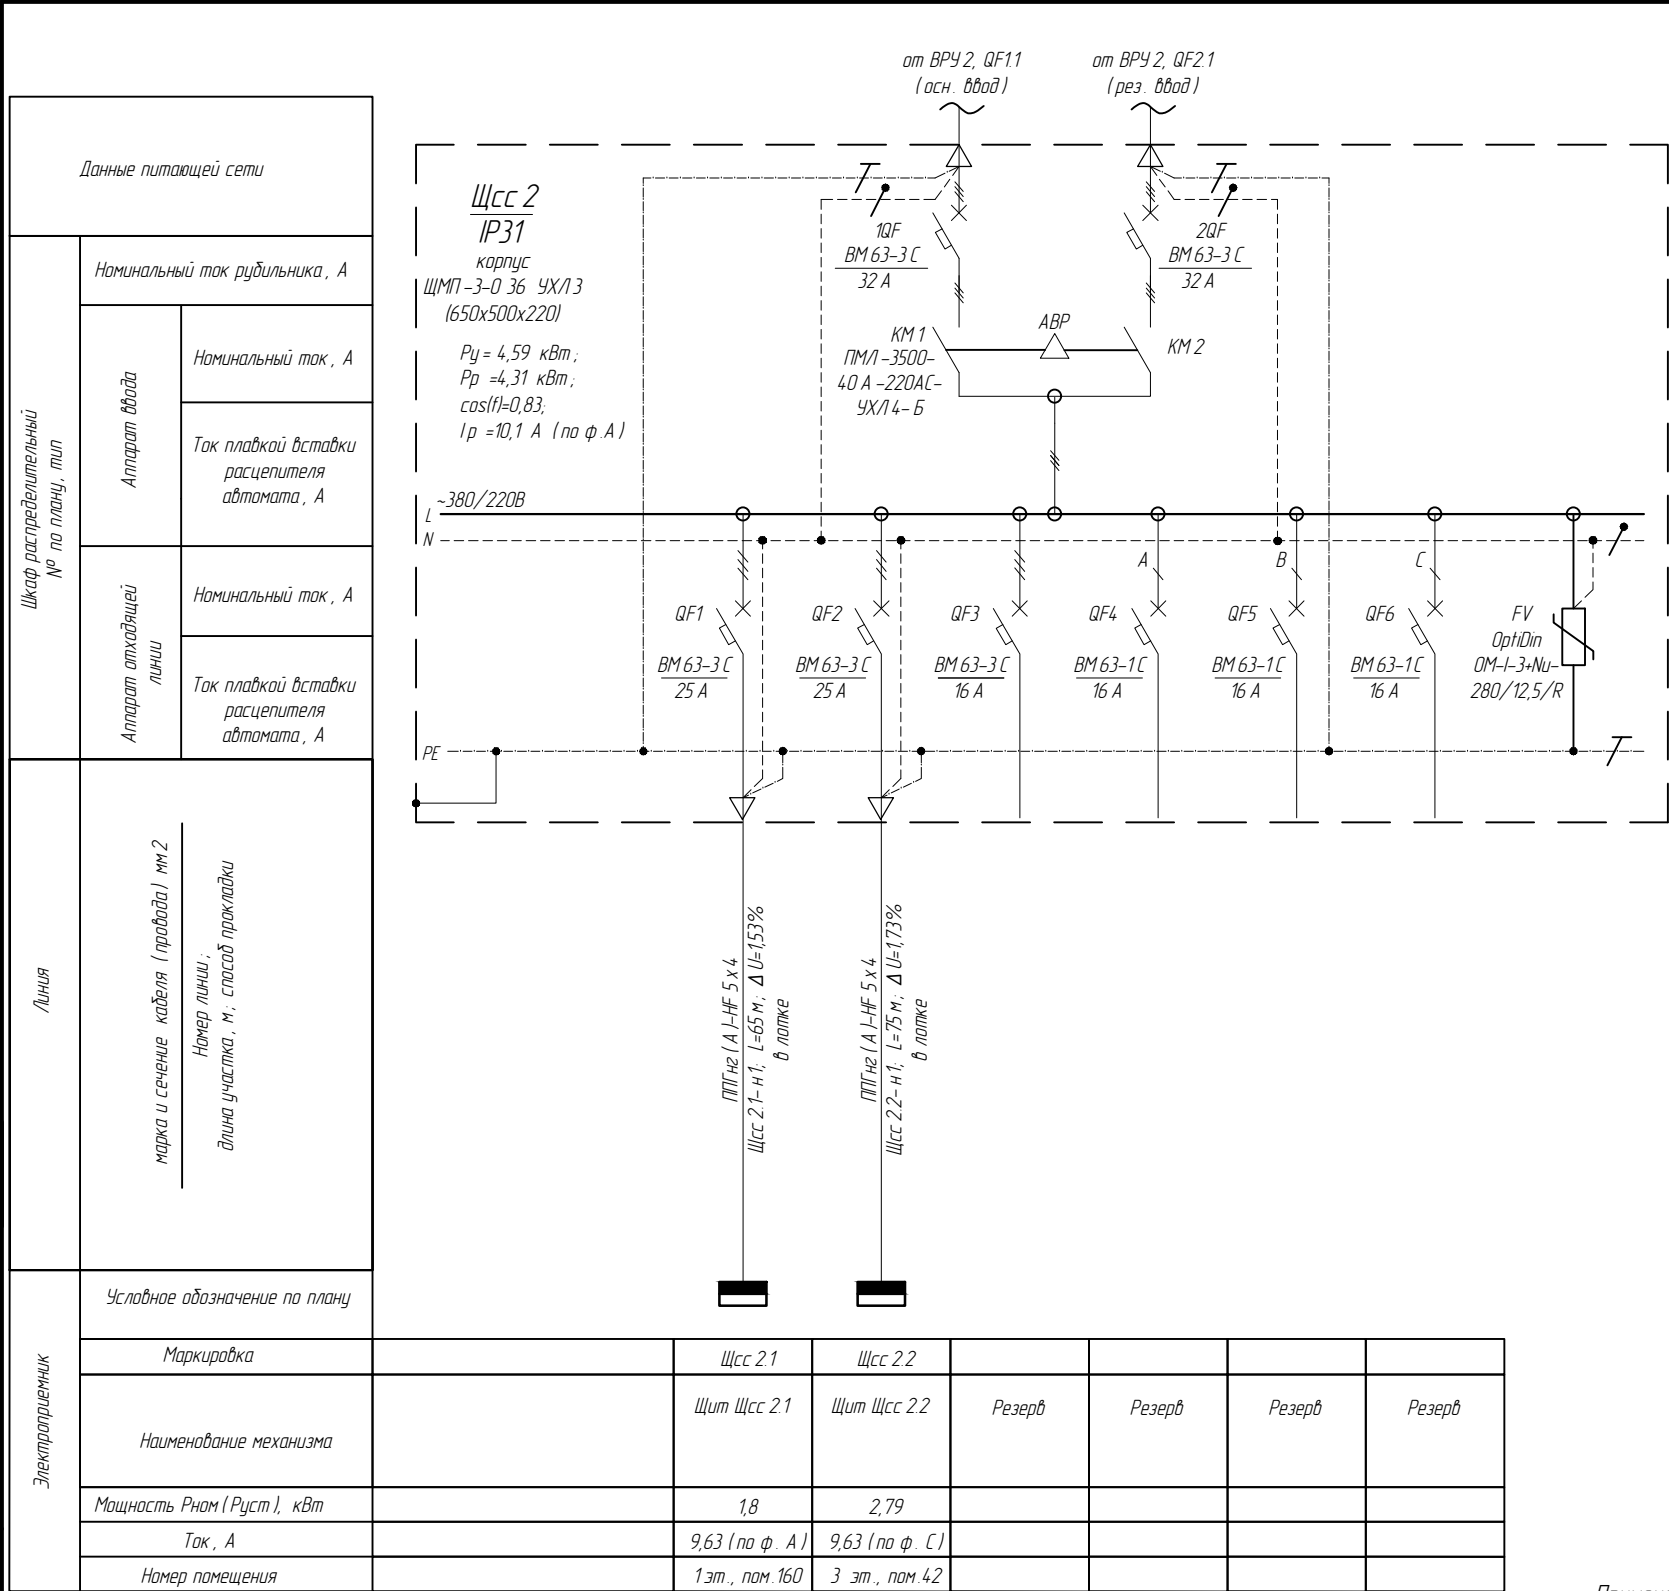 от ВРУ 2, QF1.1
(осн. ввод)
от ВРУ 2, QF2.1
(рез. ввод)
Данные питающей сети
Шкаф распределительный
№ по плану, тип
Номинальный ток рубильника, А
Аппарат ввода
Номинальный ток, А
Ток плавкой вставки
расцепителя
автомата, А
Аппарат отходящей
линии
Номинальный ток, А
Ток плавкой вставки
расцепителя
автомата, А
Щсс 2
IP31
корпус
ЩМП-3-0 36 УХЛ3
(650х500х220)
Ру = 4,59 кВт;
Рр =4,31 кВт;
cos(f)=0,83;
Iр =10,1 А (по ф.А)
1QF
ВМ63-3С
32 А
2QF
ВМ63-3С
32 А
КМ1
ПМЛ-3500-
40А-220АС-
УХЛ4-Б
АВР
КМ2
~380/220В
L
N
A
B
C
QF1
ВМ63-3С
25 А
QF2
ВМ63-3С
25 А
QF3
ВМ63-3С
16 А
QF4
ВМ63-1С
16 А
QF5
ВМ63-1С
16 А
QF6
ВМ63-1С
16 А
FV
OptiDin
ОМ-I-3+Nu-
280/12,5/R
PE
Линия
марка и сечение кабеля (провода) мм2
Номер линии;
длина участка, м; способ прокладки
ППГнг(А)-HF 5х4
Щсс 2.1-н1; L=65 м; Δ U=1,53%
в лотке
ППГнг(А)-HF 5х4
Щсс 2.2-н1; L=75 м; Δ U=1,73%
в лотке
Электроприемник
Условное обозначение по плану
Маркировка
Щсс 2.1
Щсс 2.2
Наименование механизма
Щит Щсс 2.1
Щит Щсс 2.2
Резерв
Резерв
Резерв
Резерв
Мощность Рном(Руст), кВт
1,8
2,79
Ток, А
9,63 (по ф. А)
9,63 (по ф. С)
Номер помещения
1эт., пом.160
3 эт., пом.42